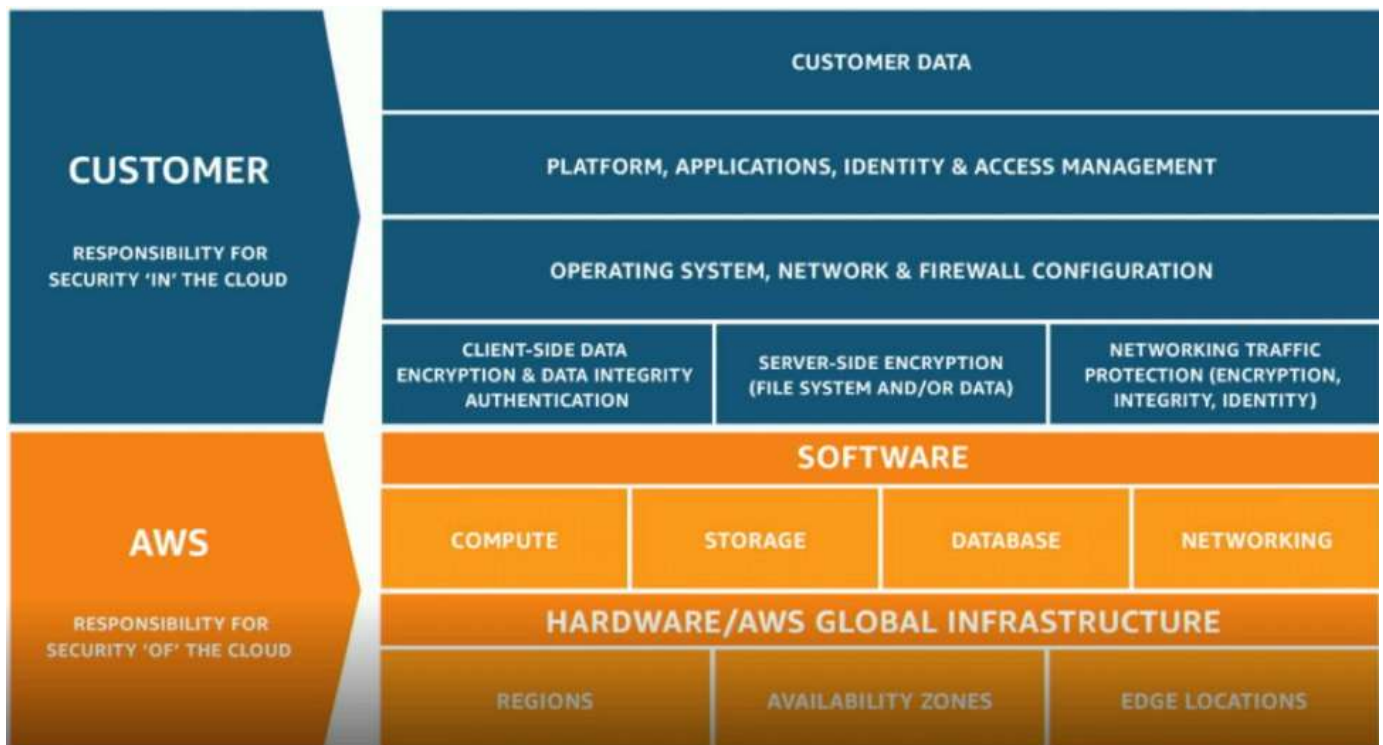 CUSTOMER
RESPONSIBILITY FOR
SECURITY ‘IN’ THE CLOUD
CUSTOMER DATA
PLATFORM, APPLICATIONS, IDENTITY & ACCESS MANAGEMENT
OPERATING SYSTEM, NETWORK & FIREWALL CONFIGURATION
CLIENT-SIDE DATA
ENCRYPTION & DATA INTEGRITY
AUTHENTICATION
SERVER-SIDE ENCRYPTION
(FILE SYSTEM AND/OR DATA)
NETWORKING TRAFFIC
PROTECTION (ENCRYPTION,
INTEGRITY, IDENTITY)
AWS
RESPONSIBILITY FOR
SECURITY ‘OF’ THE CLOUD
SOFTWARE
COMPUTE
STORAGE
DATABASE
NETWORKING
HARDWARE/AWS GLOBAL INFRASTRUCTURE
REGIONS
AVAILABILITY ZONES
EDGE LOCATIONS